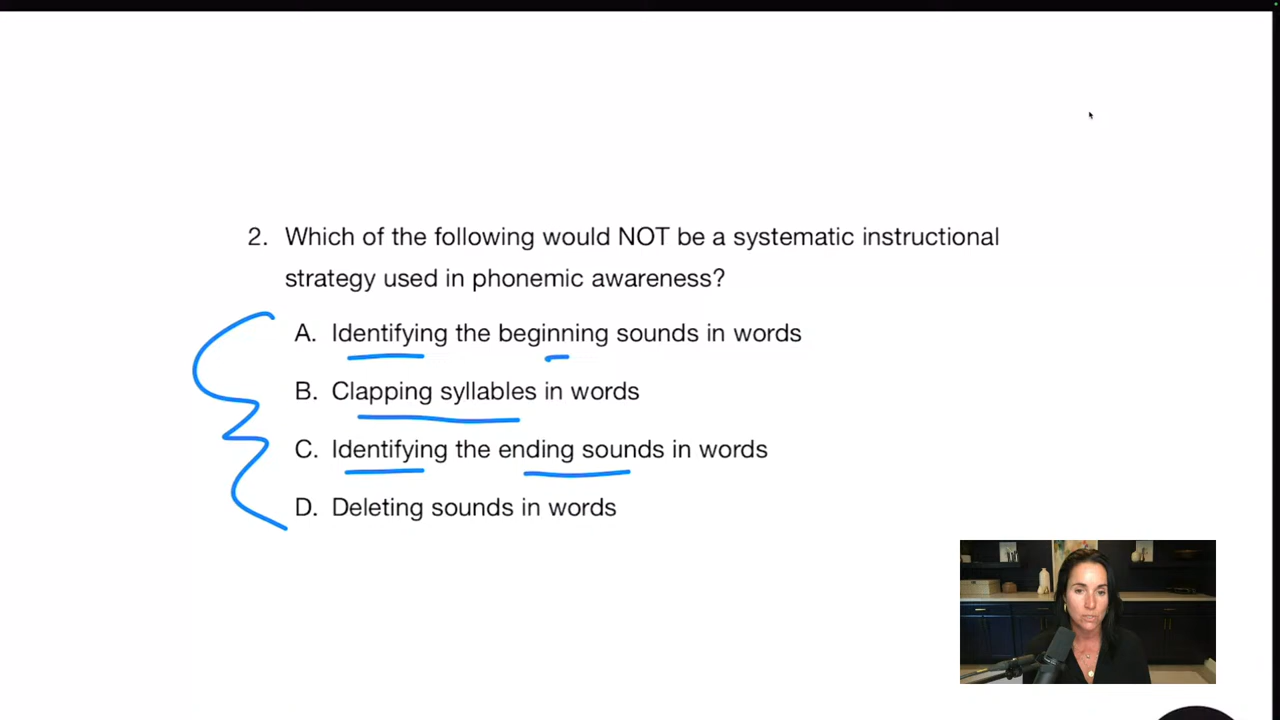 2. Which of the following would NOT be a systematic instructional
strategy used in phonemic awareness?
A. Identifying the beginning sounds in words
B. Clapping syllables in words
C. Identifying the ending sounds in words
D. Deleting sounds in words